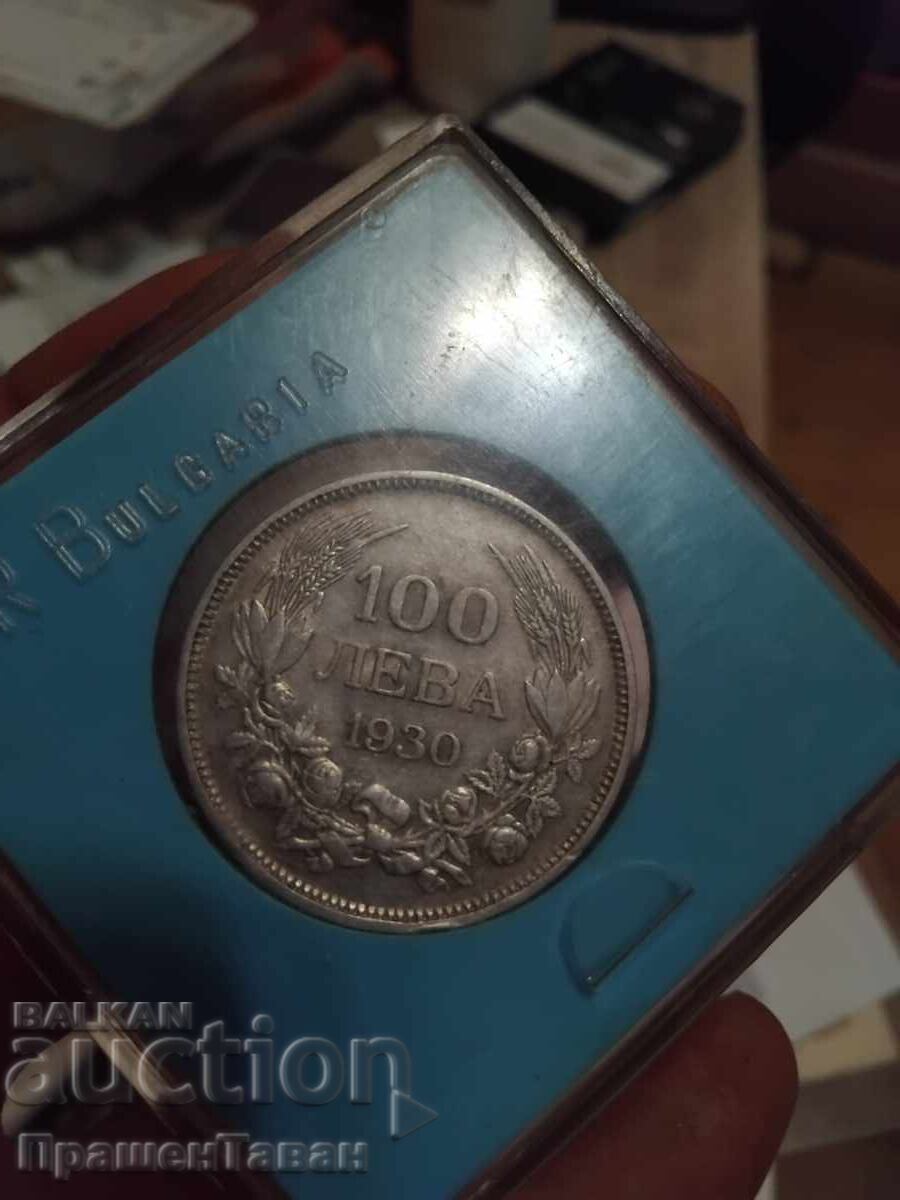 R BULGARIA
100
ЛЕВА
1930
BALKAN
auction
ПрашенТаван